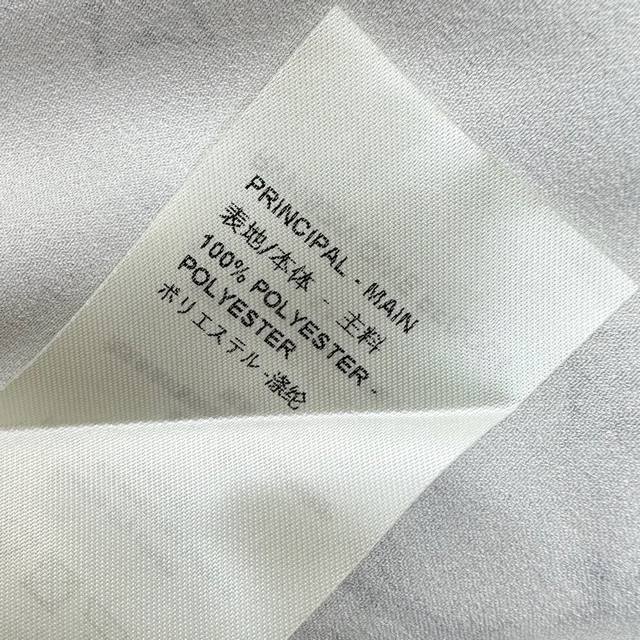 PRINCIPAL - MAIN
表地/本体 - 主料
100% POLYESTER -
POLYESTER
ポリエステル -涤纶